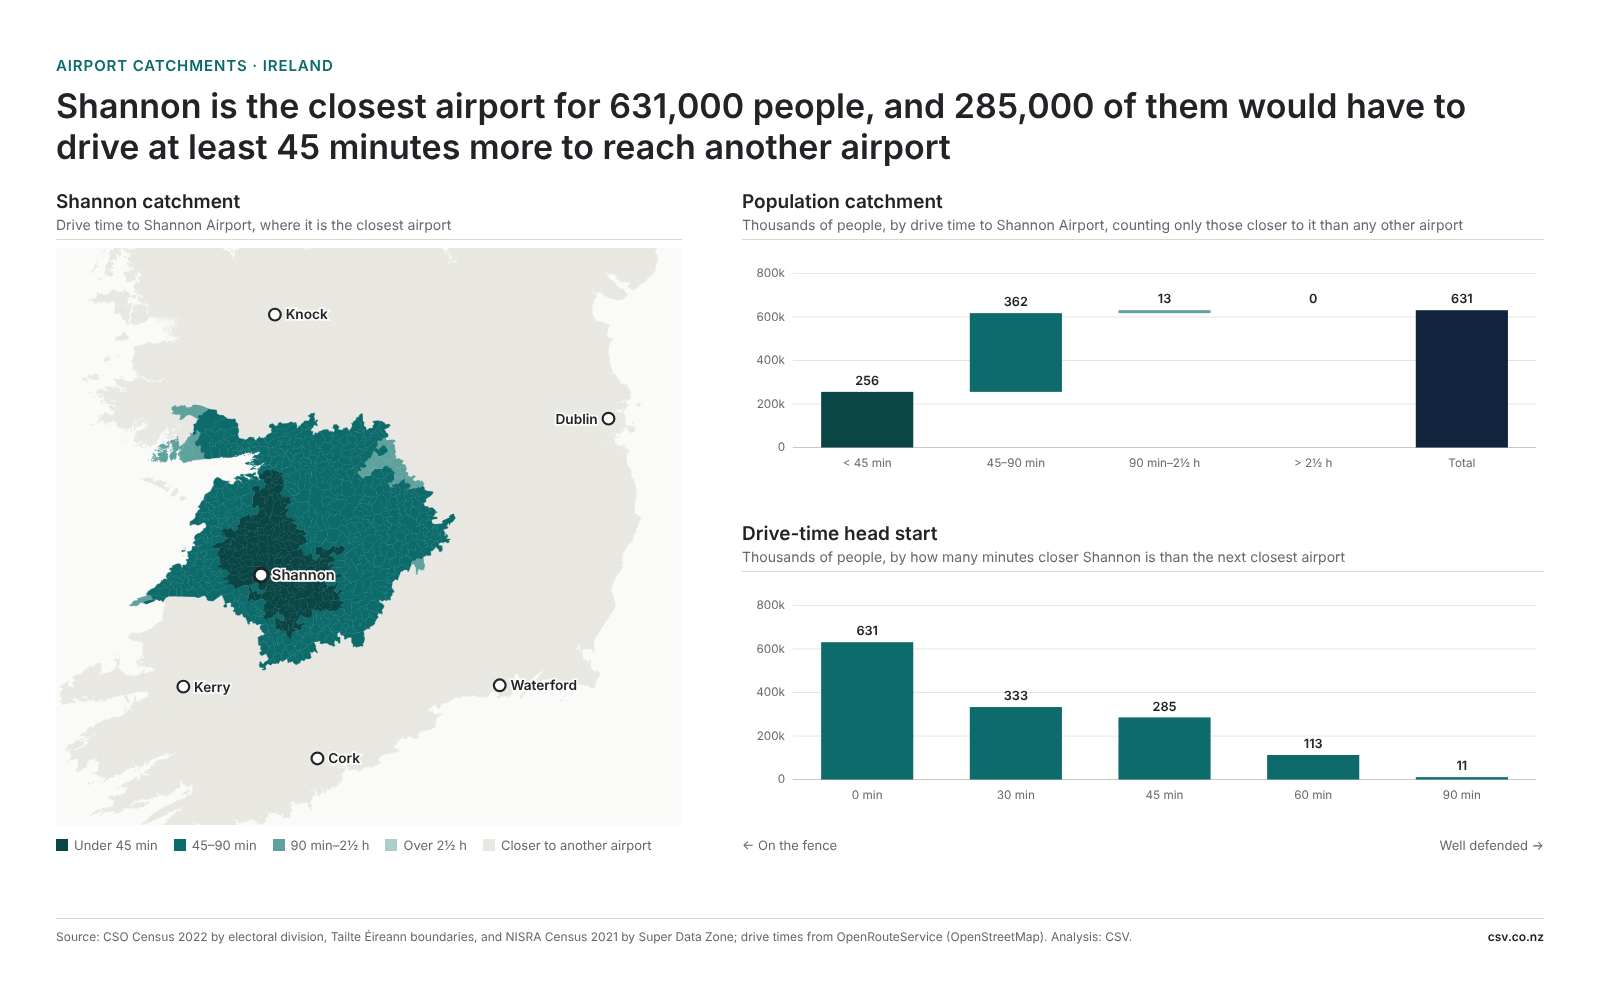 AIRPORT CATCHMENTS · IRELAND
Shannon is the closest airport for 631,000 people, and 285,000 of them would have to
drive at least 45 minutes more to reach another airport
Shannon catchment
Drive time to Shannon Airport, where it is the closest airport
Knock
Dublin
Shannon
Kerry
Waterford
Cork
Under 45 min
45–90 min
90 min–2½ h
Over 2½ h
Closer to another airport
Population catchment
Thousands of people, by drive time to Shannon Airport, counting only those closer to it than any other airport
800k
600k
400k
200k
0
256
362
13
0
631
< 45 min
45–90 min
90 min–2½ h
> 2½ h
Total
Drive-time head start
Thousands of people, by how many minutes closer Shannon is than the next closest airport
800k
600k
400k
200k
0
631
333
285
113
11
0 min
30 min
45 min
60 min
90 min
← On the fence
Well defended →
Source: CSO Census 2022 by electoral division, Tailte Éireann boundaries, and NISRA Census 2021 by Super Data Zone; drive times from OpenRouteService (OpenStreetMap). Analysis: CSV.
csv.co.nz